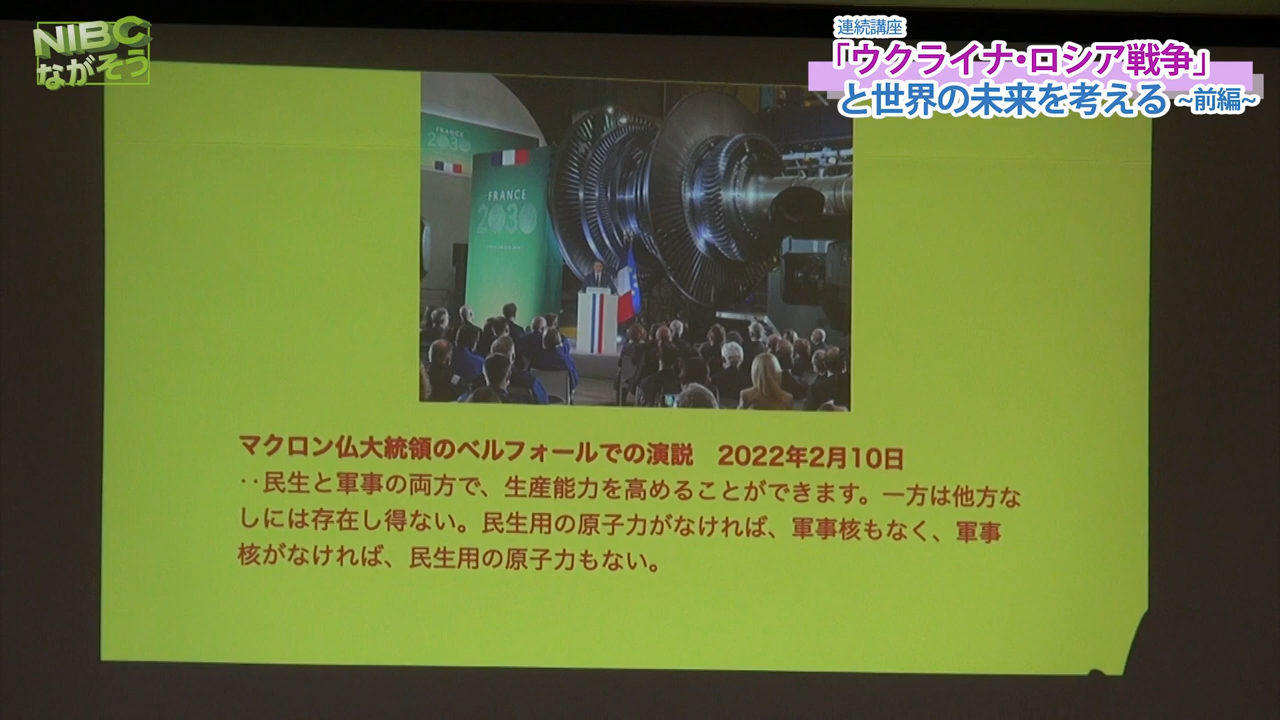 NIBC
ながそう
連続講座
「ウクライナ・ロシア戦争」
と世界の未来を考える ~前編~
FRANCE
2030
FRANCE
2030
マクロン仏大統領のベルフォールでの演説　2022年2月10日
‥民生と軍事の両方で、生産能力を高めることができます。一方は他方な
しには存在し得ない。民生用の原子力がなければ、軍事核もなく、軍事
核がなければ、民生用の原子力もない。